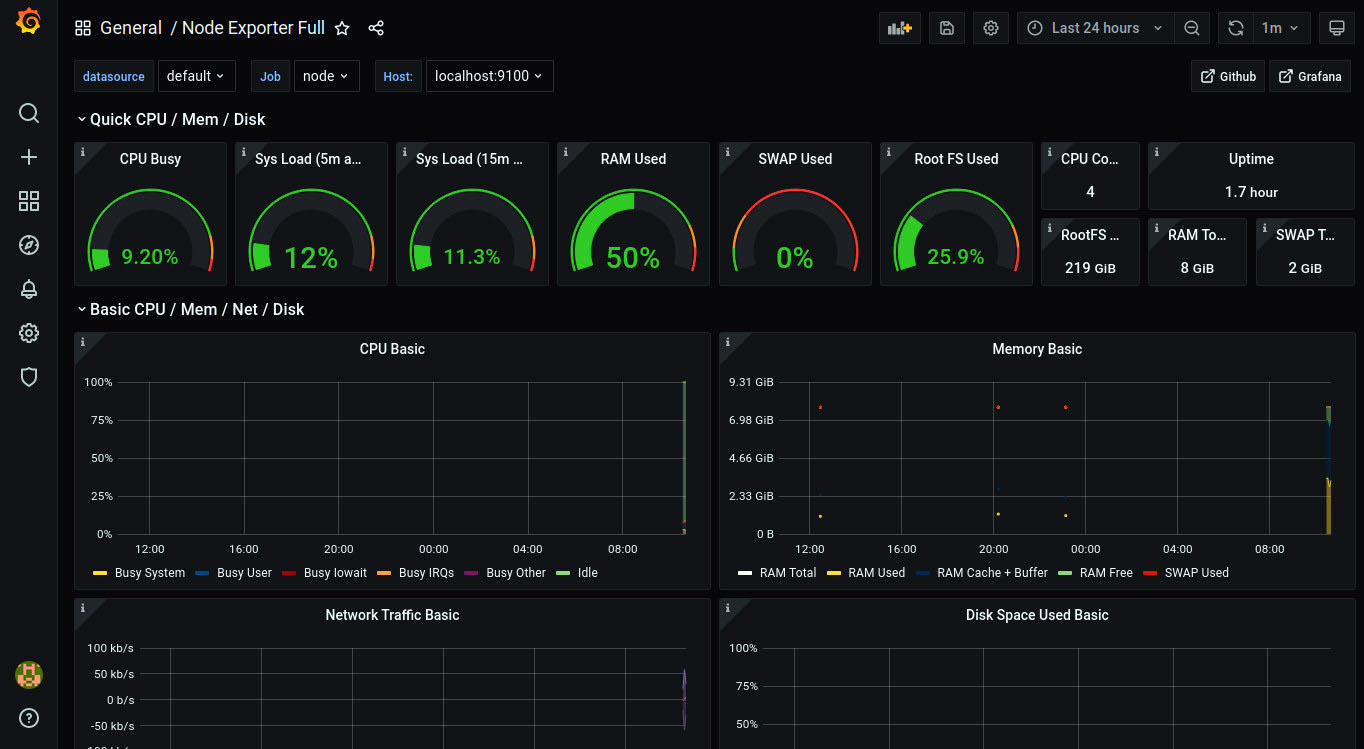 General / Node Exporter Full
Last 24 hours
1m
datasource default Job node Host: localhost:9100
Github Grafana
Quick CPU / Mem / Disk
CPU Busy
9.20%
Sys Load (5m a...
12%
Sys Load (15m ...
11.3%
RAM Used
50%
SWAP Used
0%
Root FS Used
25.9%
CPU Co...
4
Uptime
1.7 hour
RootFS ...
219 GiB
RAM To...
8 GiB
SWAP T...
2 GiB
Basic CPU / Mem / Net / Disk
CPU Basic
100%
75%
50%
25%
0%
12:00 16:00 20:00 00:00 04:00 08:00
Busy System Busy User Busy Iowait Busy IRQs Busy Other Idle
Memory Basic
9.31 GiB
6.98 GiB
4.66 GiB
2.33 GiB
0 B
12:00 16:00 20:00 00:00 04:00 08:00
RAM Total RAM Used RAM Cache + Buffer RAM Free SWAP Used
Network Traffic Basic
100 kb/s
50 kb/s
0 b/s
-50 kb/s
Disk Space Used Basic
100%
75%
50%